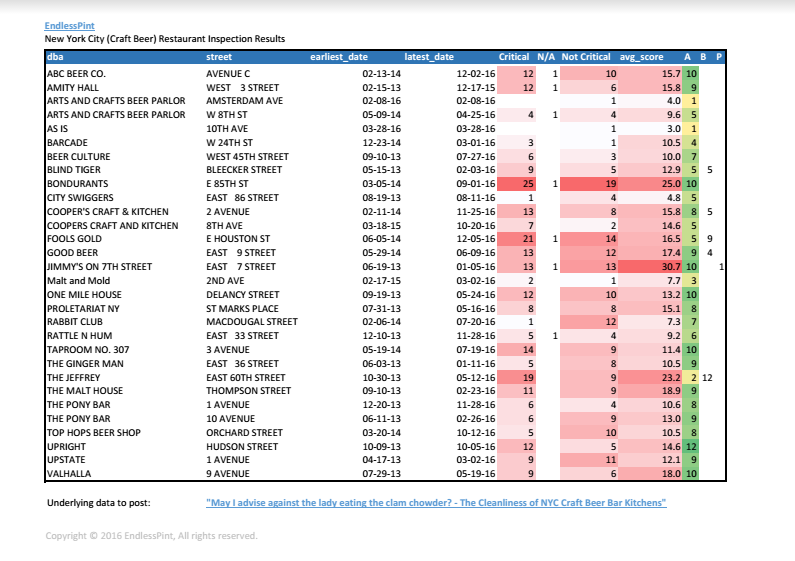 EndlessPint
New York City (Craft Beer) Restaurant Inspection Results
dba street earliest_date latest_date Critical N/A Not Critical avg_score A B P
ABC BEER CO. AVENUE C 02-13-14 12-02-16 12 1 10 15.7 10
AMITY HALL WEST 3 STREET 02-15-13 12-17-15 12 1 6 15.8 9
ARTS AND CRAFTS BEER PARLOR AMSTERDAM AVE 02-08-16 02-08-16 1 4.0 1
ARTS AND CRAFTS BEER PARLOR W 8TH ST 05-09-14 04-25-16 4 1 4 9.6 5
AS IS 10TH AVE 03-28-16 03-28-16 1 3.0 1
BARCADE W 24TH ST 12-23-14 03-01-16 3 1 10.5 4
BEER CULTURE WEST 45TH STREET 09-10-13 07-27-16 6 3 10.0 7
BLIND TIGER BLEECKER STREET 05-15-13 02-03-16 9 5 12.9 5 5
BONDURANTS E 85TH ST 03-05-14 09-01-16 25 1 19 25.0 10
CITY SWIGGERS EAST 86 STREET 08-19-13 08-11-16 1 4 4.8 5
COOPER'S CRAFT & KITCHEN 2 AVENUE 02-11-14 11-25-16 13 8 15.8 8 5
COOPERS CRAFT AND KITCHEN 8TH AVE 03-18-15 10-20-16 7 2 14.6 5
FOOLS GOLD E HOUSTON ST 06-05-14 12-05-16 21 1 14 16.5 5 9
GOOD BEER EAST 9 STREET 05-29-14 06-09-16 13 12 17.4 9 4
JIMMY'S ON 7TH STREET EAST 7 STREET 06-19-13 01-05-16 13 1 13 30.7 10 1
Malt and Mold 2ND AVE 02-17-15 03-02-16 2 1 7.7 3
ONE MILE HOUSE DELANCY STREET 09-19-13 05-24-16 12 10 13.2 10
PROLETARIAT NY ST MARKS PLACE 07-31-13 05-16-16 8 8 15.1 8
RABBIT CLUB MACDOUGAL STREET 02-06-14 07-20-16 1 12 7.3 7
RATTLE N HUM EAST 33 STREET 12-10-13 11-28-16 5 1 4 9.2 6
TAPROOM NO. 307 3 AVENUE 05-19-14 07-19-16 14 9 11.4 10
THE GINGER MAN EAST 36 STREET 06-03-13 01-11-16 5 8 10.5 9
THE JEFFREY EAST 60TH STREET 10-30-13 05-12-16 19 9 23.2 2 12
THE MALT HOUSE THOMPSON STREET 09-10-13 02-23-16 11 9 18.9 9
THE PONY BAR 1 AVENUE 12-20-13 11-28-16 6 4 10.6 8
THE PONY BAR 10 AVENUE 06-11-13 02-26-16 6 9 13.0 9
TOP HOPS BEER SHOP ORCHARD STREET 03-20-14 10-12-16 5 10 10.5 8
UPRIGHT HUDSON STREET 10-09-13 10-05-16 12 5 14.6 12
UPSTATE 1 AVENUE 04-17-13 03-02-16 9 11 12.1 9
VALHALLA 9 AVENUE 07-29-13 05-19-16 9 6 18.0 10
Underlying data to post: "May I advise against the lady eating the clam chowder? - The Cleanliness of NYC Craft Beer Bar Kitchens"
Copyright © 2016 EndlessPint, All rights reserved.